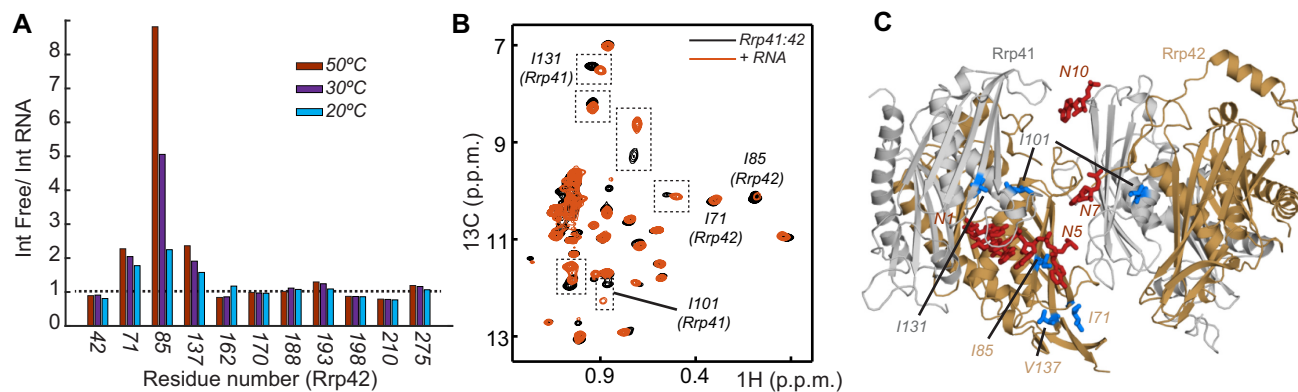 A
Int Free/ Int RNA
8
7
6
5
4
3
2
1
0
50ºC
30ºC
20ºC
42
71
85
137
162
170
188
193
198
210
275
Residue number (Rrp42)
B
13C (p.p.m.)
7
9
11
13
0.9
0.4
1H (p.p.m.)
Rrp41:42
+ RNA
I131
(Rrp41)
I85
(Rrp42)
I71
(Rrp42)
I101
(Rrp41)
C
Rrp41
Rrp42
N10
I101
N7
N1
N5
I131
I85
I71
V137